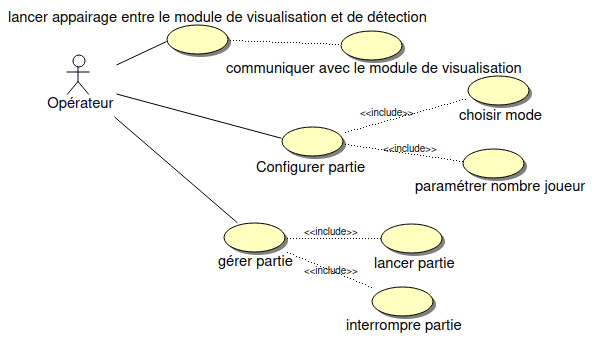 lancer appairage entre le module de visualisation et de détection
communiquer avec le module de visualisation
Opérateur
<<include>>
choisir mode
<<include>>
Configurer partie
paramétrer nombre joueur
<<include>>
gérer partie
lancer partie
<<include>>
interrompre partie